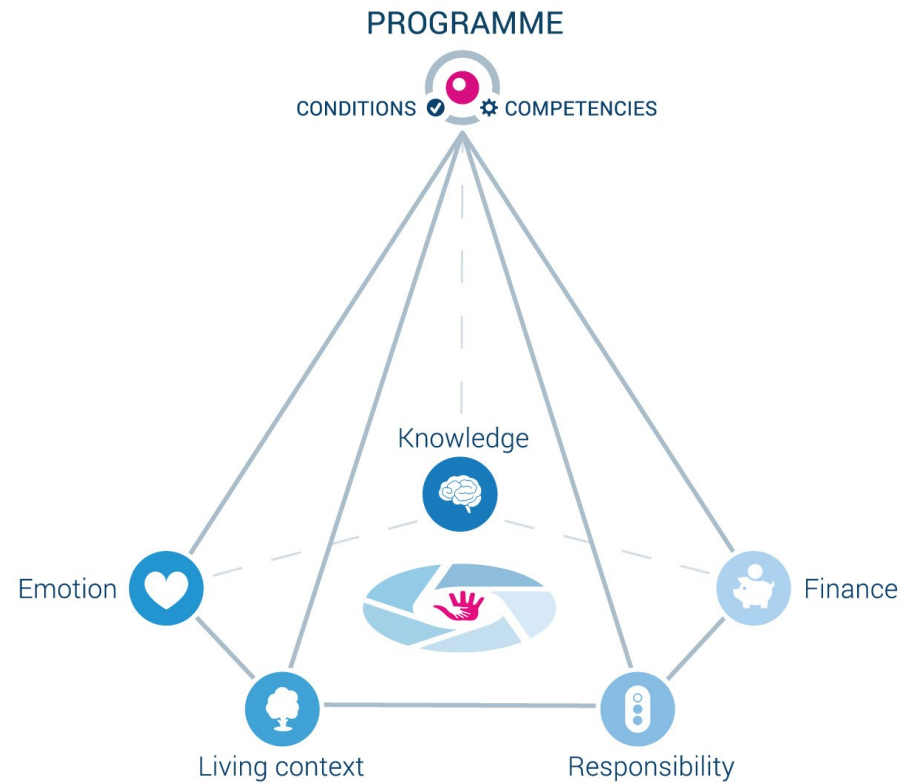 PROGRAMME
CONDITIONS COMPETENCIES
Knowledge
Emotion
Finance
Living context
Responsibility